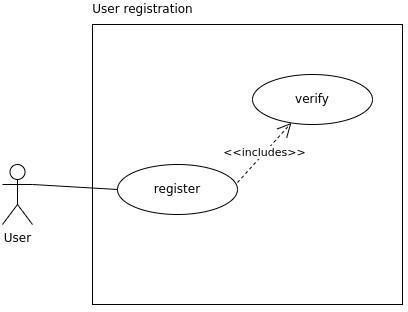 User registration
verify
<<includes>>
register
User